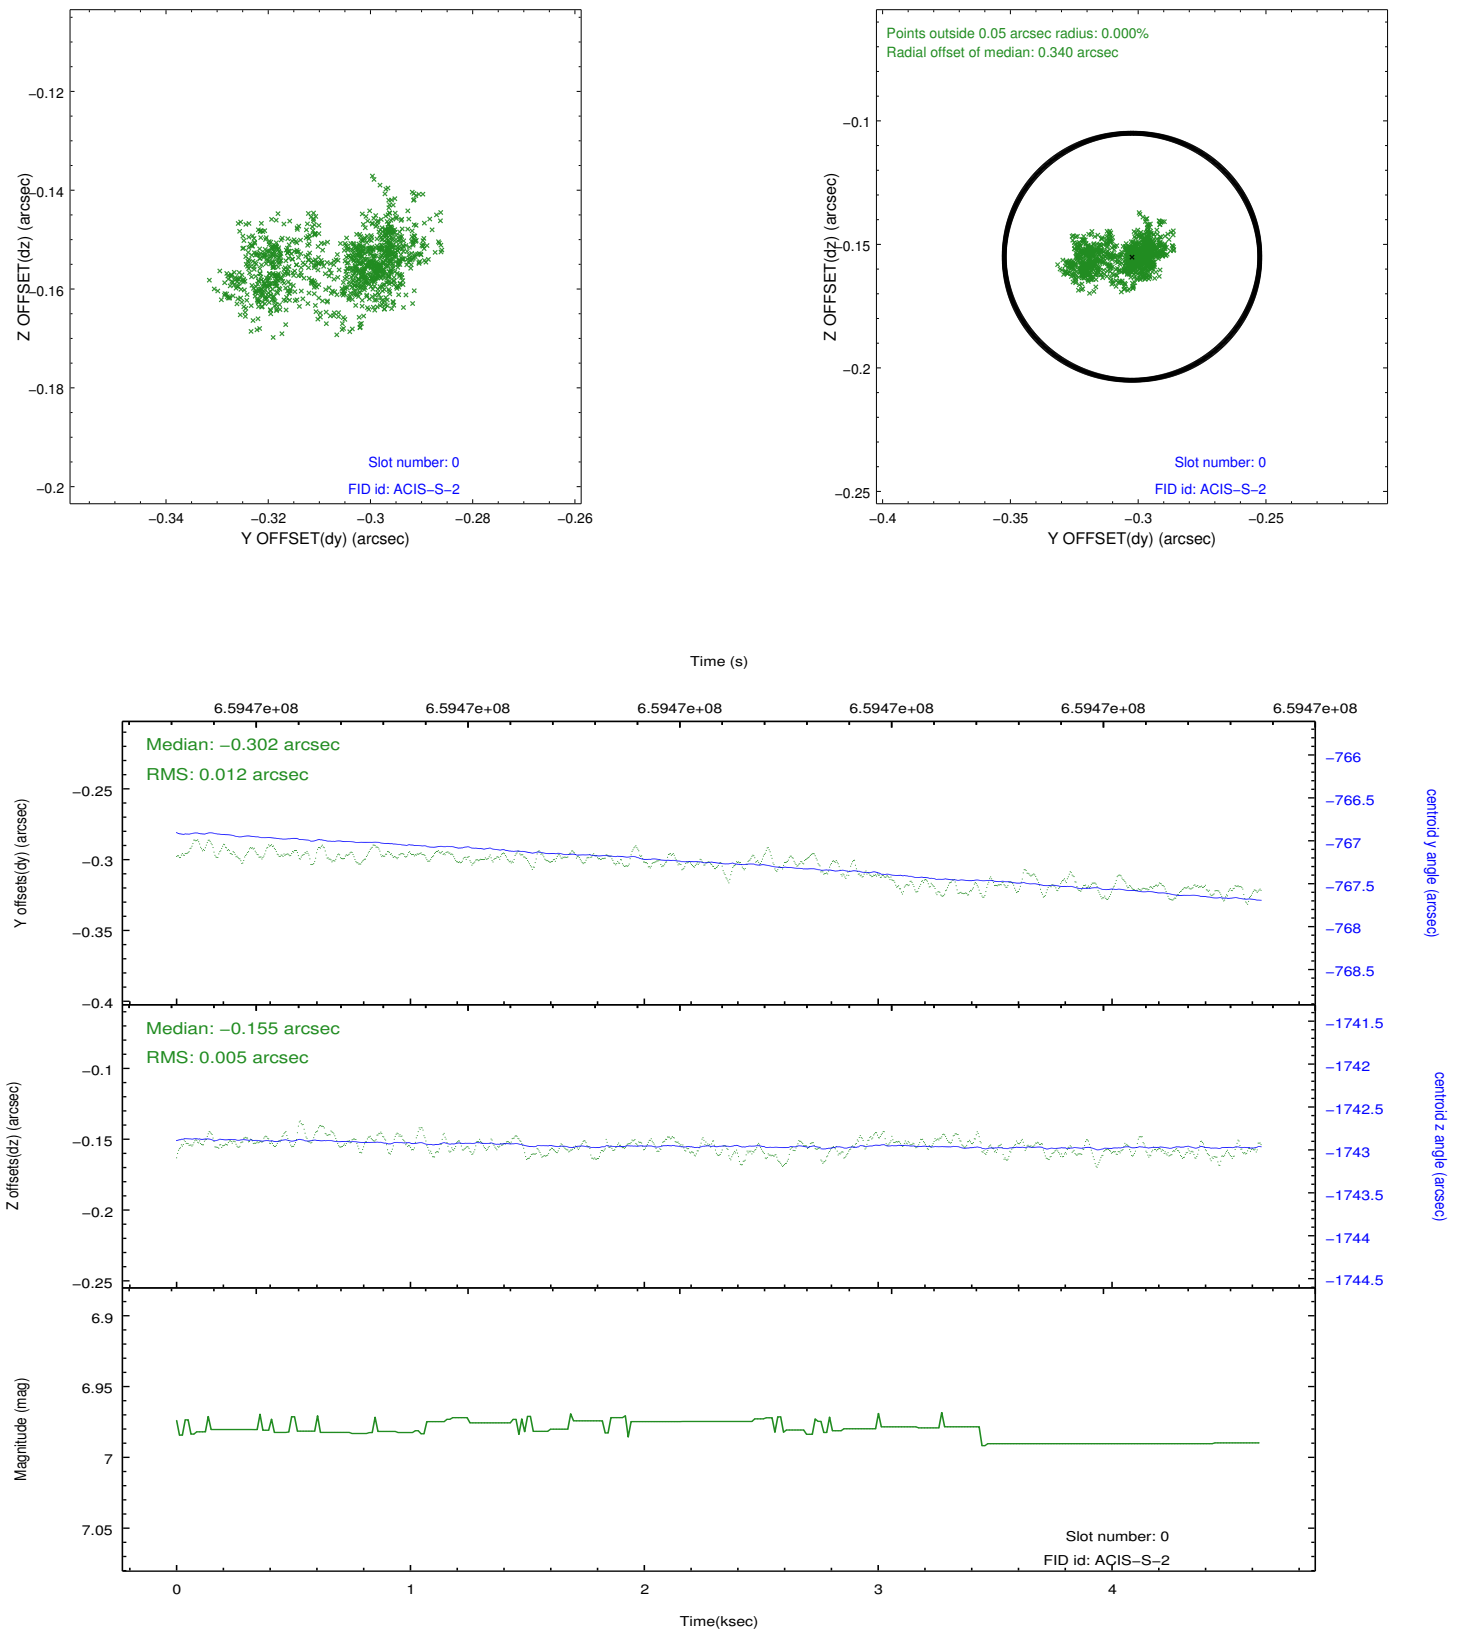 −0.12
−0.14
−0.16
−0.18
−0.2
Z OFFSET(dz) (arcsec)
Slot number: 0
FID id: ACIS−S−2
−0.34 −0.32 −0.3 −0.28 −0.26
Y OFFSET(dy) (arcsec)
Points outside 0.05 arcsec radius: 0.000%
Radial offset of median: 0.340 arcsec
−0.1
−0.15
−0.2
−0.25
Z OFFSET(dz) (arcsec)
Slot number: 0
FID id: ACIS−S−2
−0.4 −0.35 −0.3 −0.25
Y OFFSET(dy) (arcsec)
Time (s)
6.5947e+08 6.5947e+08 6.5947e+08 6.5947e+08 6.5947e+08 6.5947e+08
Median: −0.302 arcsec
RMS: 0.012 arcsec
−0.25
−0.3
−0.35
−0.4
Y offsets(dy) (arcsec)
−766
−766.5
−767
−767.5
−768
−768.5
centroid y angle (arcsec)
Median: −0.155 arcsec
RMS: 0.005 arcsec
−0.1
−0.15
−0.2
−0.25
Z offsets(dz) (arcsec)
−1741.5
−1742
−1742.5
−1743
−1743.5
−1744
−1744.5
centroid z angle (arcsec)
6.9
6.95
7
7.05
Magnitude (mag)
Slot number: 0
FID id: ACIS−S−2
0 1 2 3 4
Time(ksec)